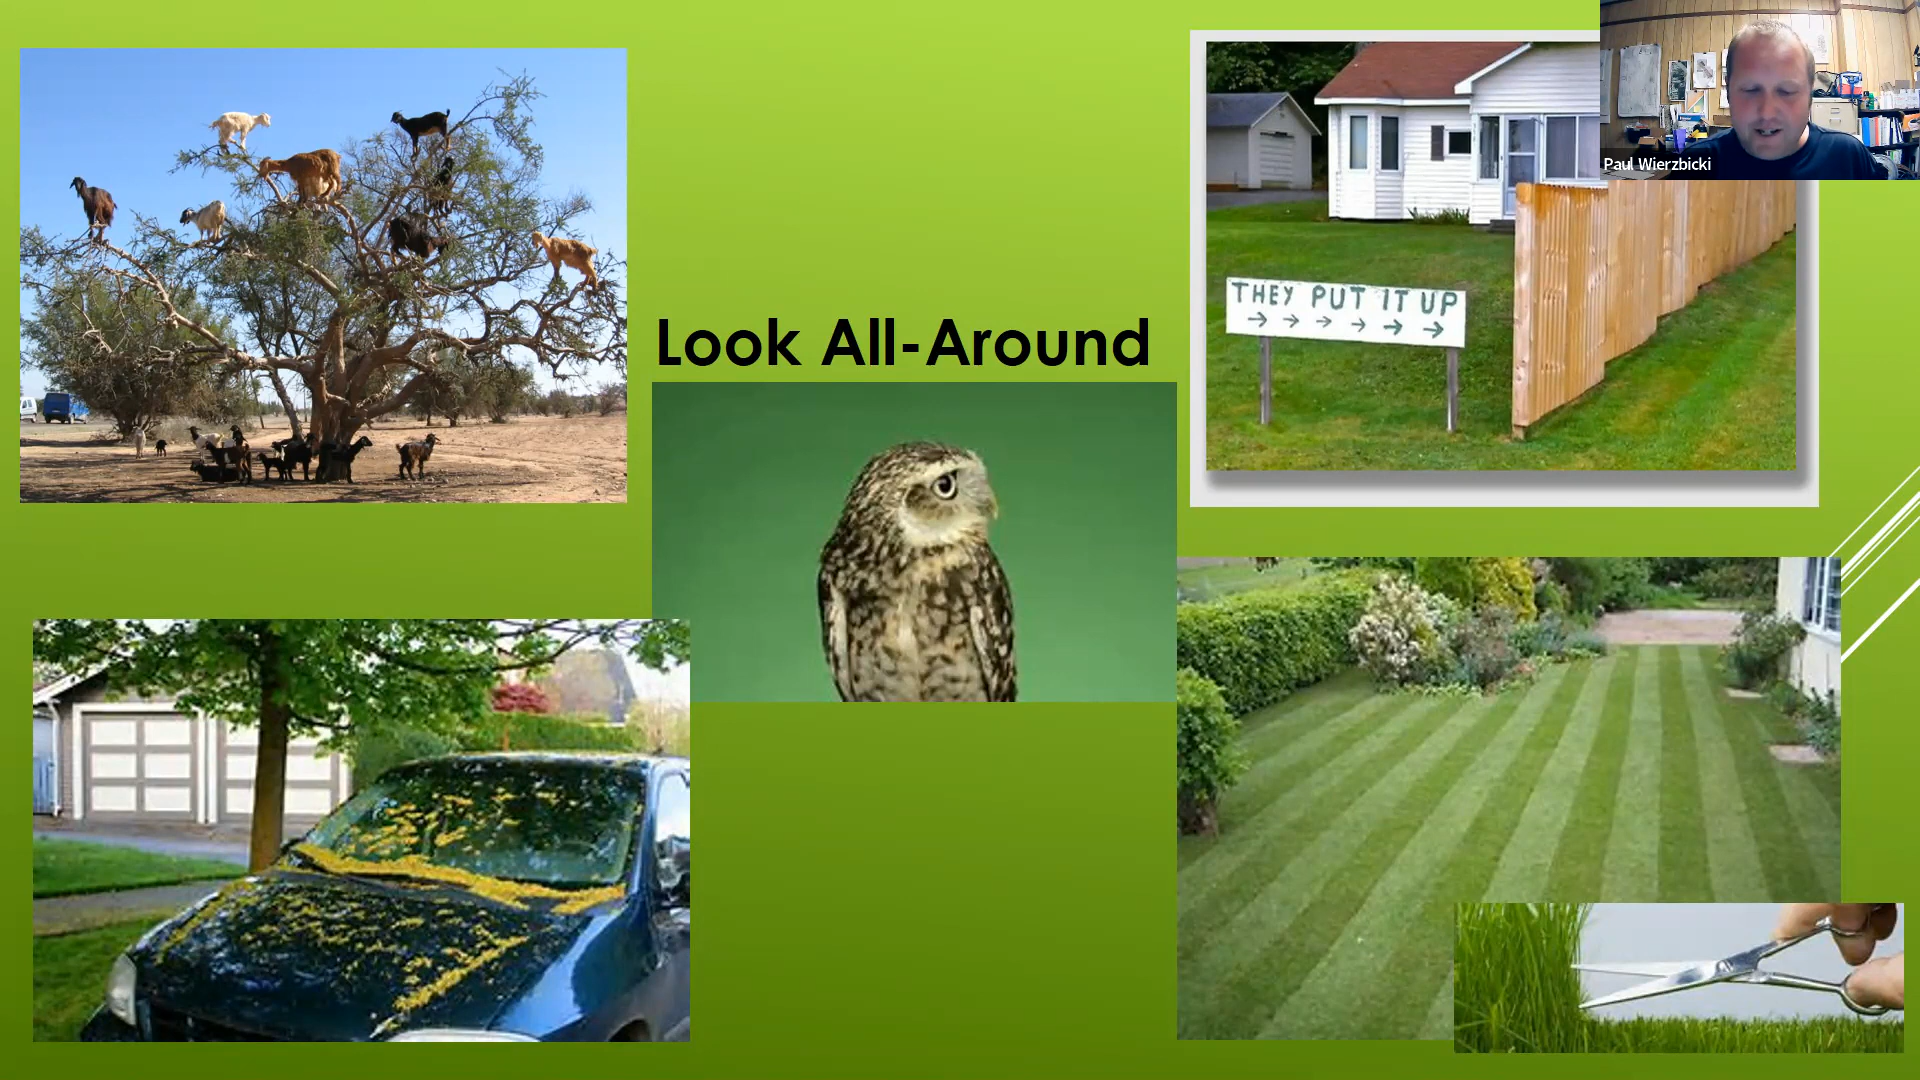 Look All-Around
THEY PUT IT UP
→ → → → → →
Paul Wierzbicki